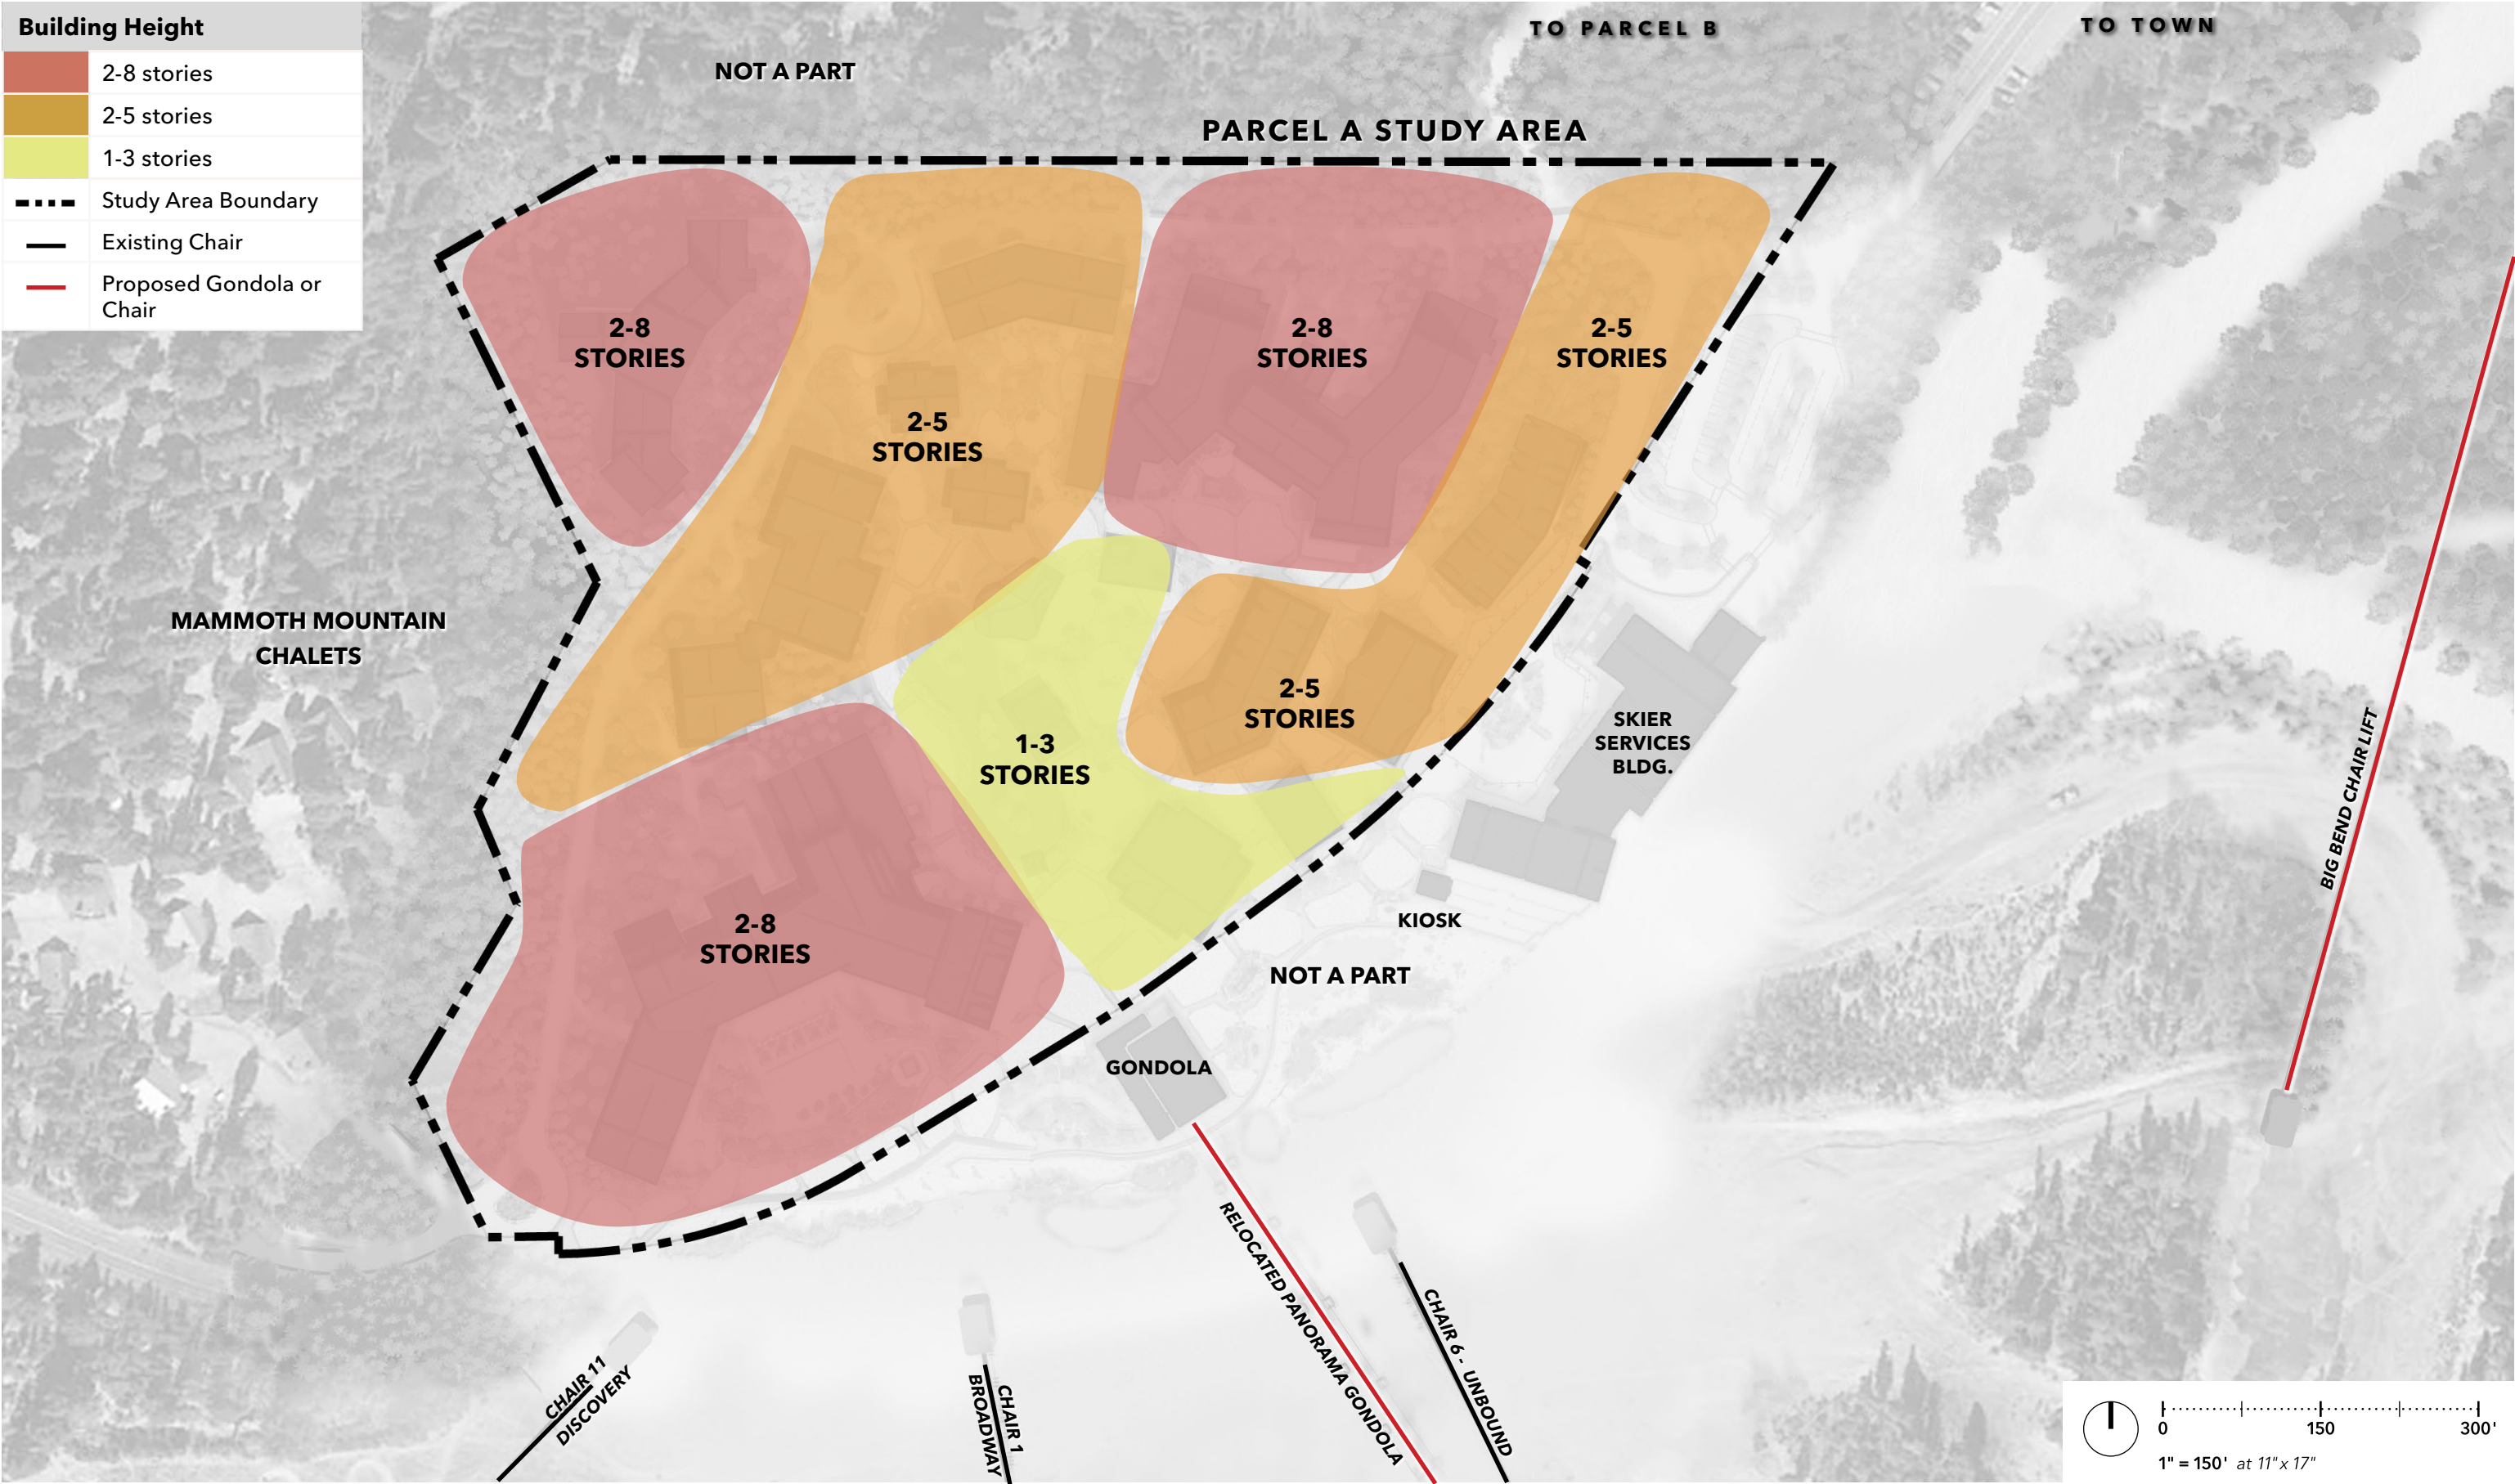 Building Height
2-8 stories
2-5 stories
1-3 stories
Study Area Boundary
Existing Chair
Proposed Gondola or
Chair
TO PARCEL B
TO TOWN
NOT A PART
PARCEL A STUDY AREA
2-8
STORIES
2-8
STORIES
2-5
STORIES
2-5
STORIES
MAMMOTH MOUNTAIN
CHALETS
2-5
STORIES
1-3
STORIES
SKIER
SERVICES
BLDG.
BIG BEND CHAIR LIFT
2-8
STORIES
KIOSK
NOT A PART
GONDOLA
RELOCATED PANORAMA GONDOLA
CHAIR 6 - UNBOUND
CHAIR 11
DISCOVERY
CHAIR 1
BROADWAY
0
150
300'
1" = 150' at 11"x 17"